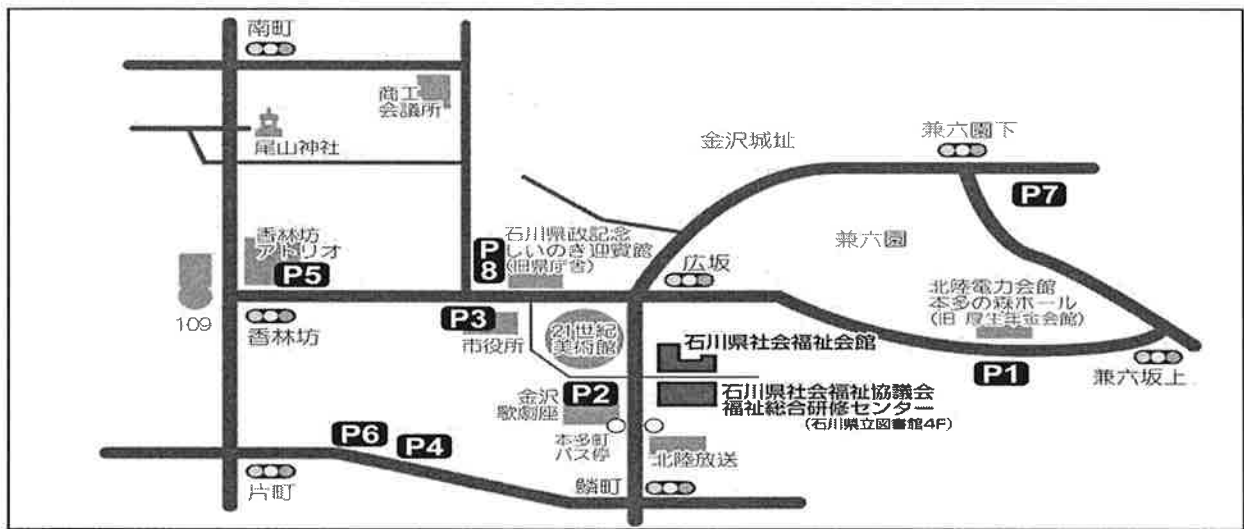 南町
商工
会議所
尾山神社
金沢城址
兼六園下
P7
香林坊
アトリオ
P5
P
8
石川県政記念
しいのき迎賓館
(旧県庁舎)
広坂
兼六園
北陸電力会館
本多の森ホール
(旧 厚生年金会館)
109
香林坊
P3
市役所
21世紀
美術館
石川県社会福祉会館
P1
兼六坂上
金沢
歌劇座
P2
石川県社会福祉協議会
福祉総合研修センター
(石川県立図書館4F)
本多町
バス停
北陸放送
P6
P4
片町
鱗町